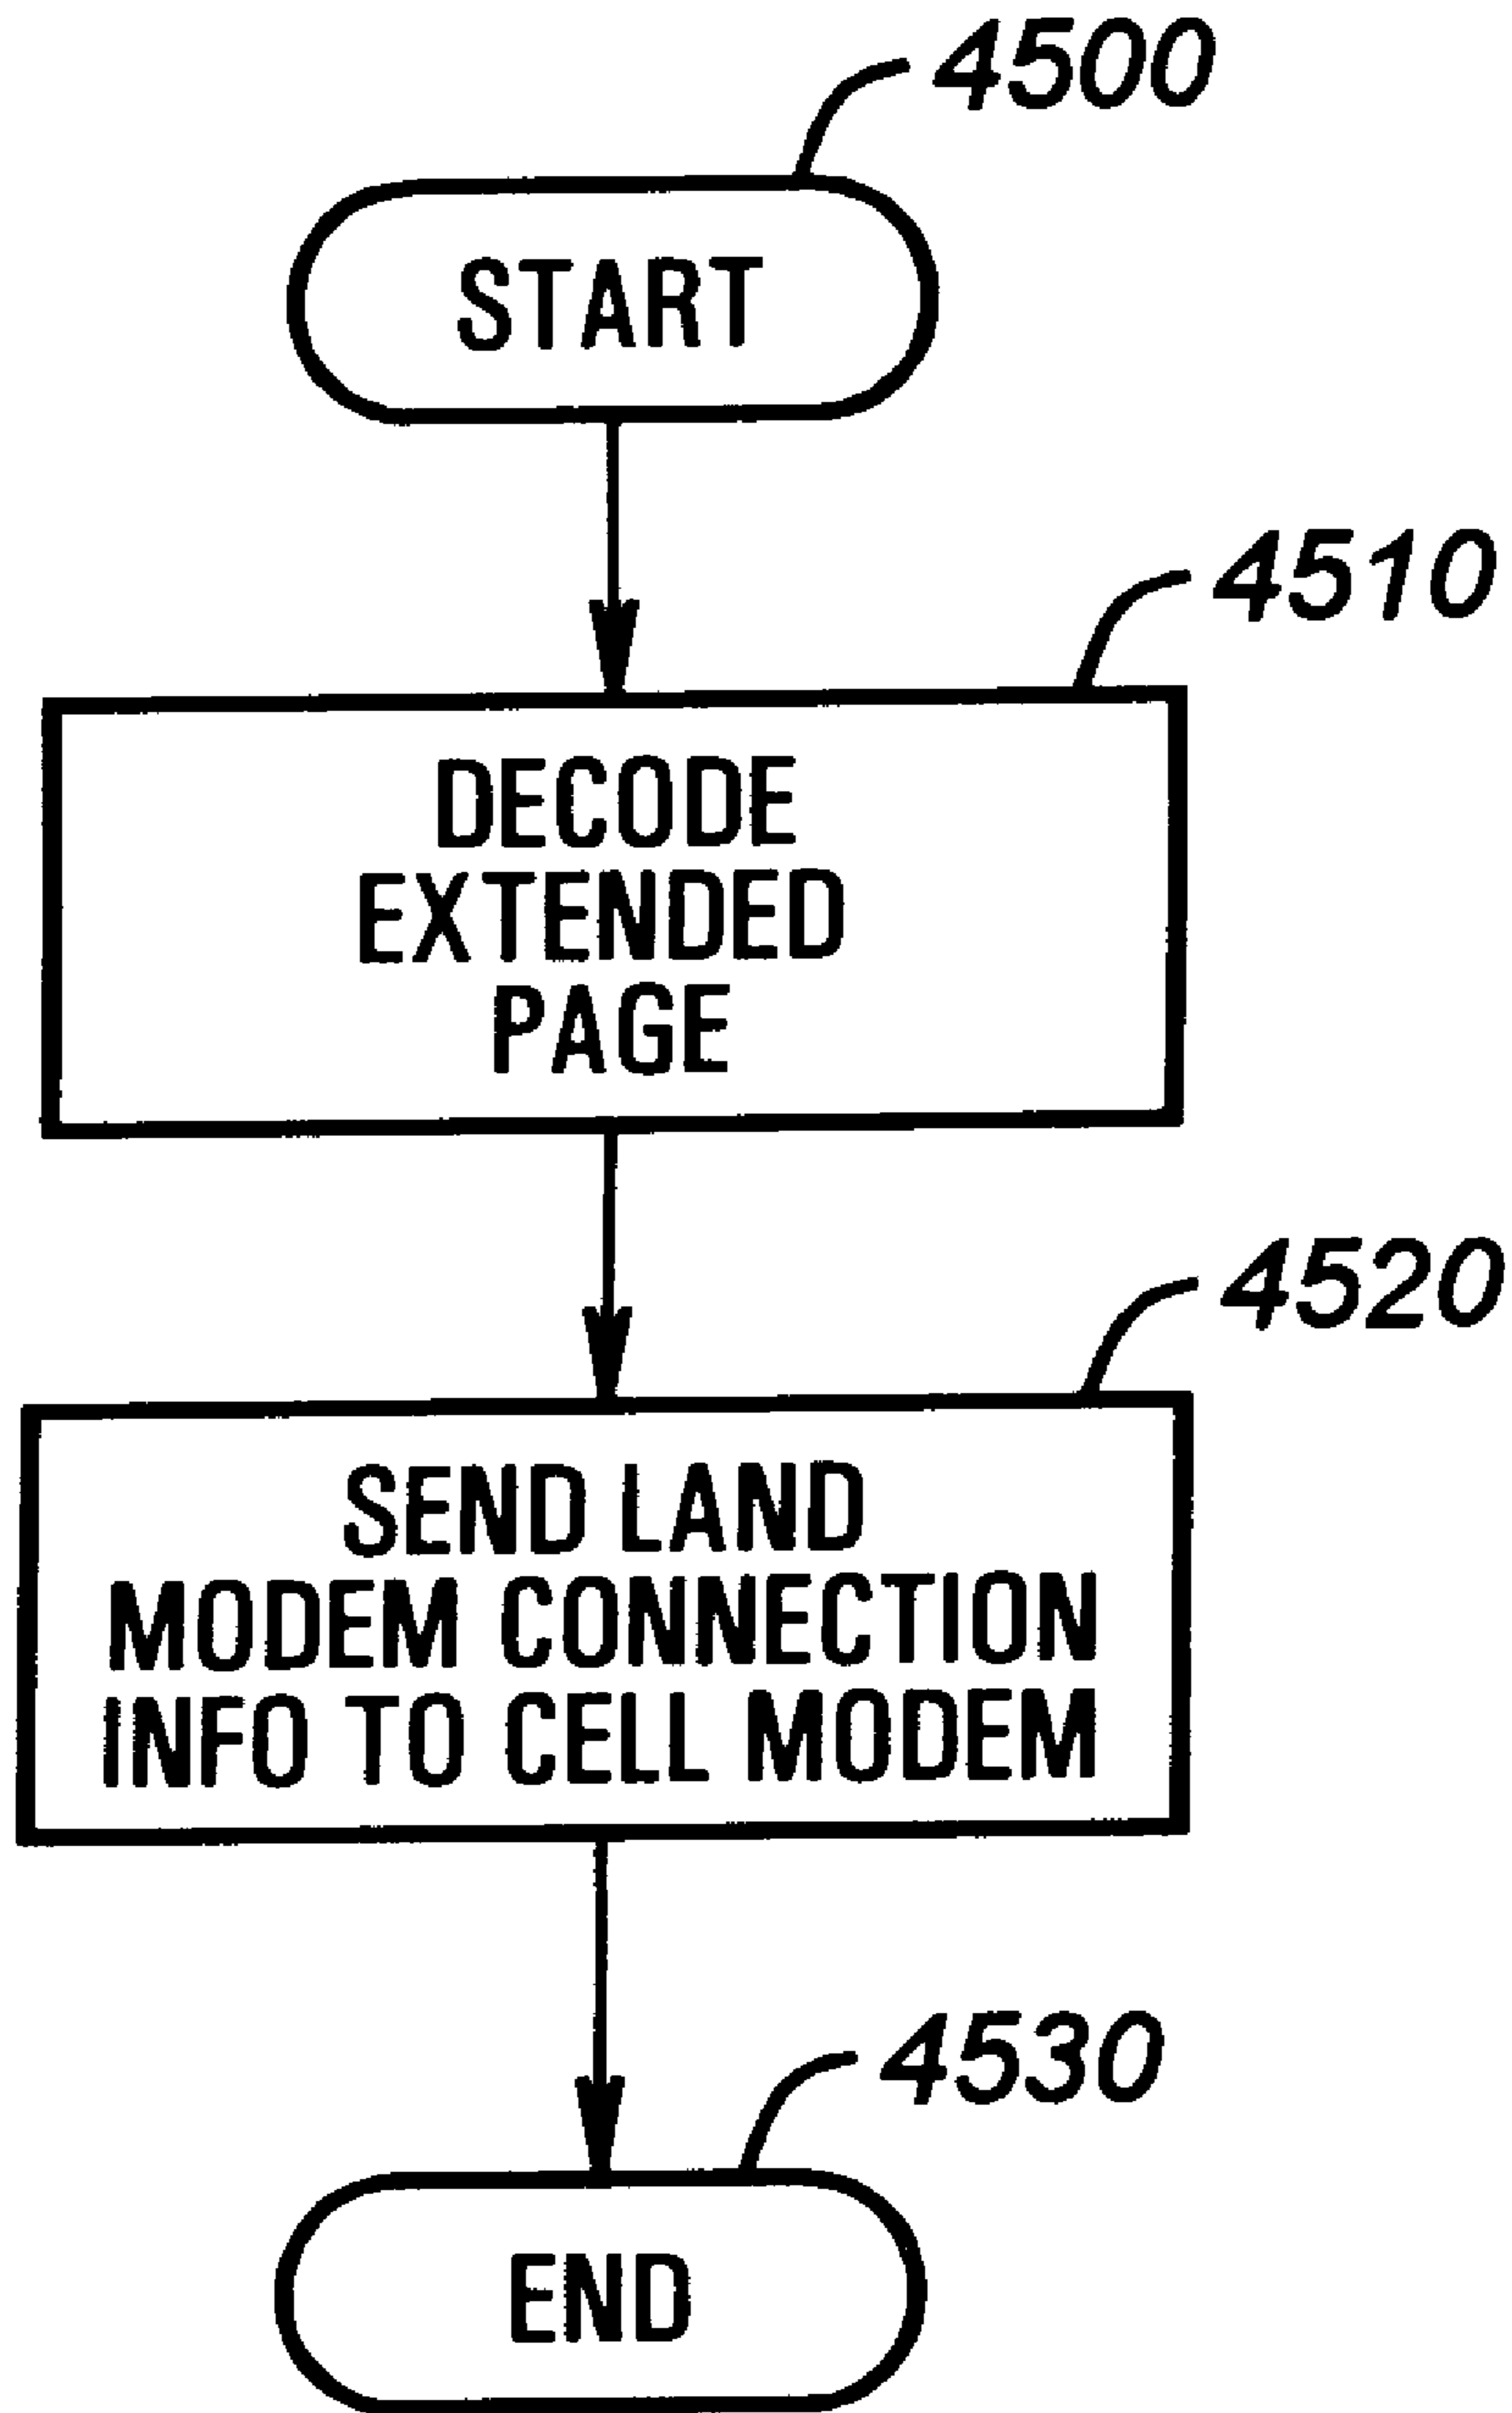 4500
START
4510
DECODE
EXTENDED
PAGE
4520
SEND LAND
MODEM CONNECTION
INFO TO CELL MODEM
4530
END